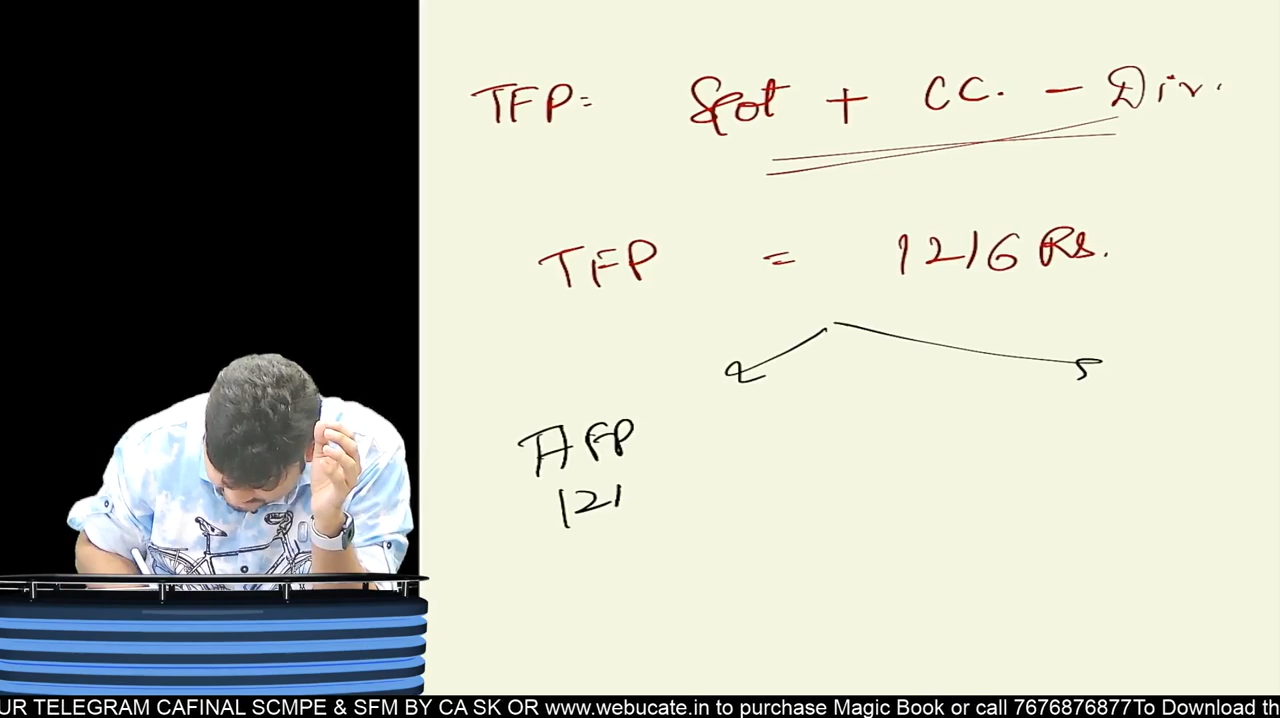 TFP= Spot + CC. - Div.
TFP = 1216 Rs.
AFP
121
UR TELEGRAM CAFINAL SCMPE & SFM BY CA SK OR www.webucate.in to purchase Magic Book or call 7676876877To Download th